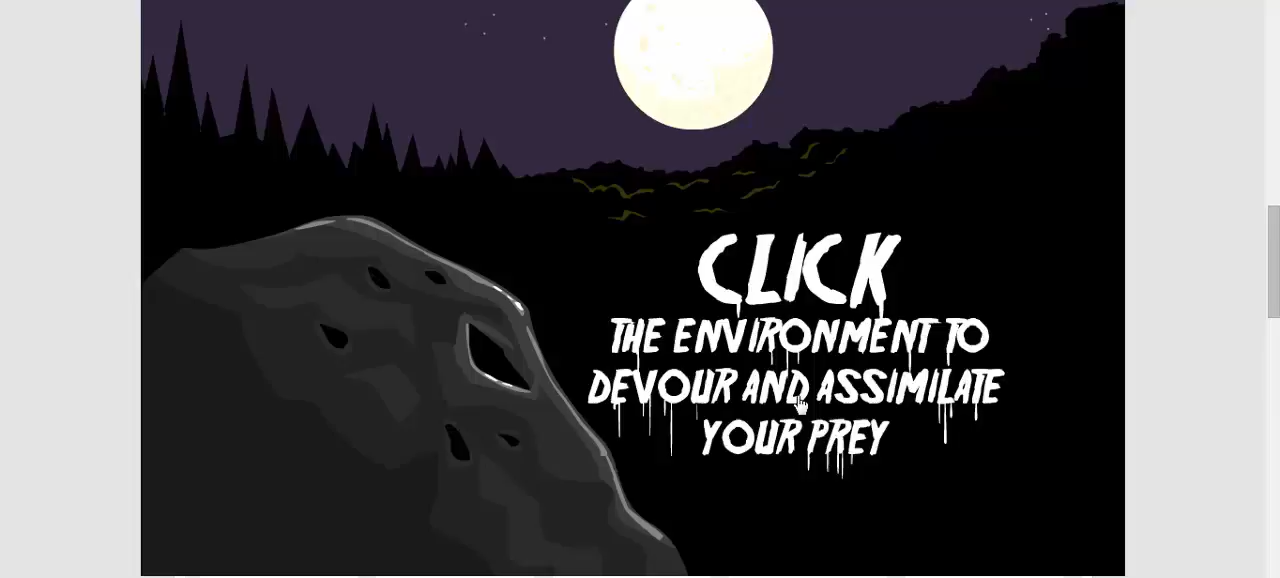 CLICK
THE ENVIRONMENT TO
DEVOUR AND ASSIMILATE
YOUR PREY